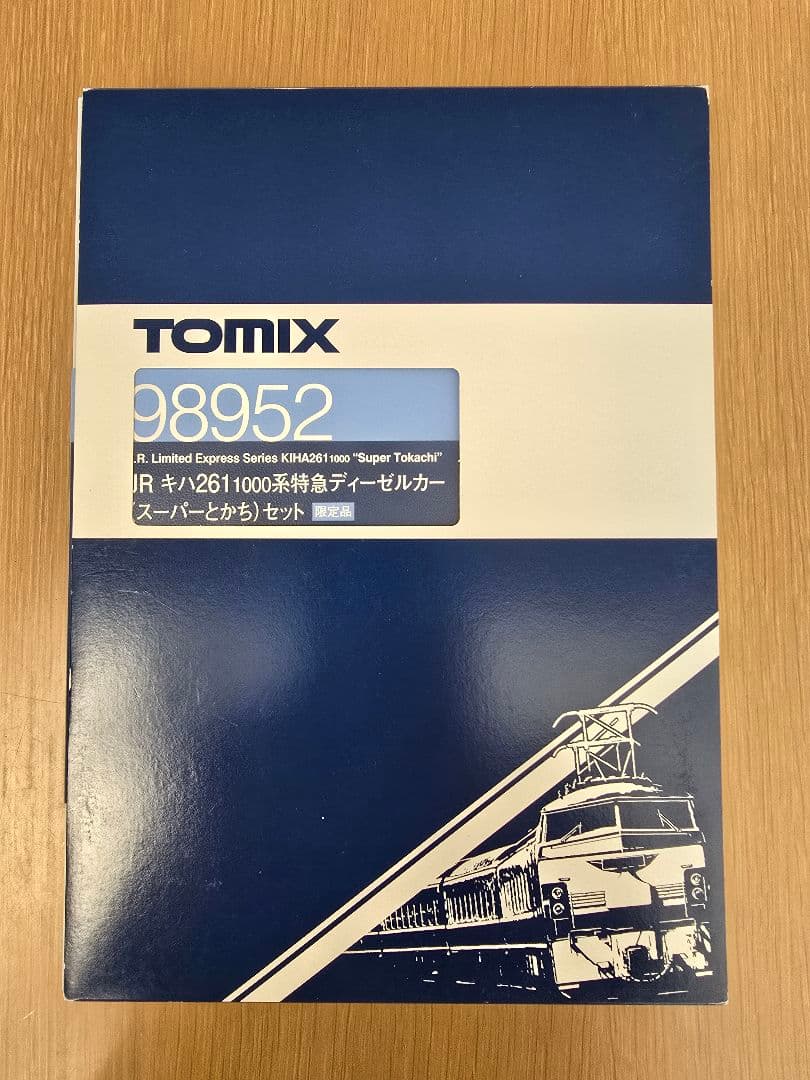 TOMIX
98952
.R. Limited Express Series KIHA261 1000 "Super Tokachi"
JR キハ261 1000系特急ディーゼルカー
(スーパーとかち)セット 限定品